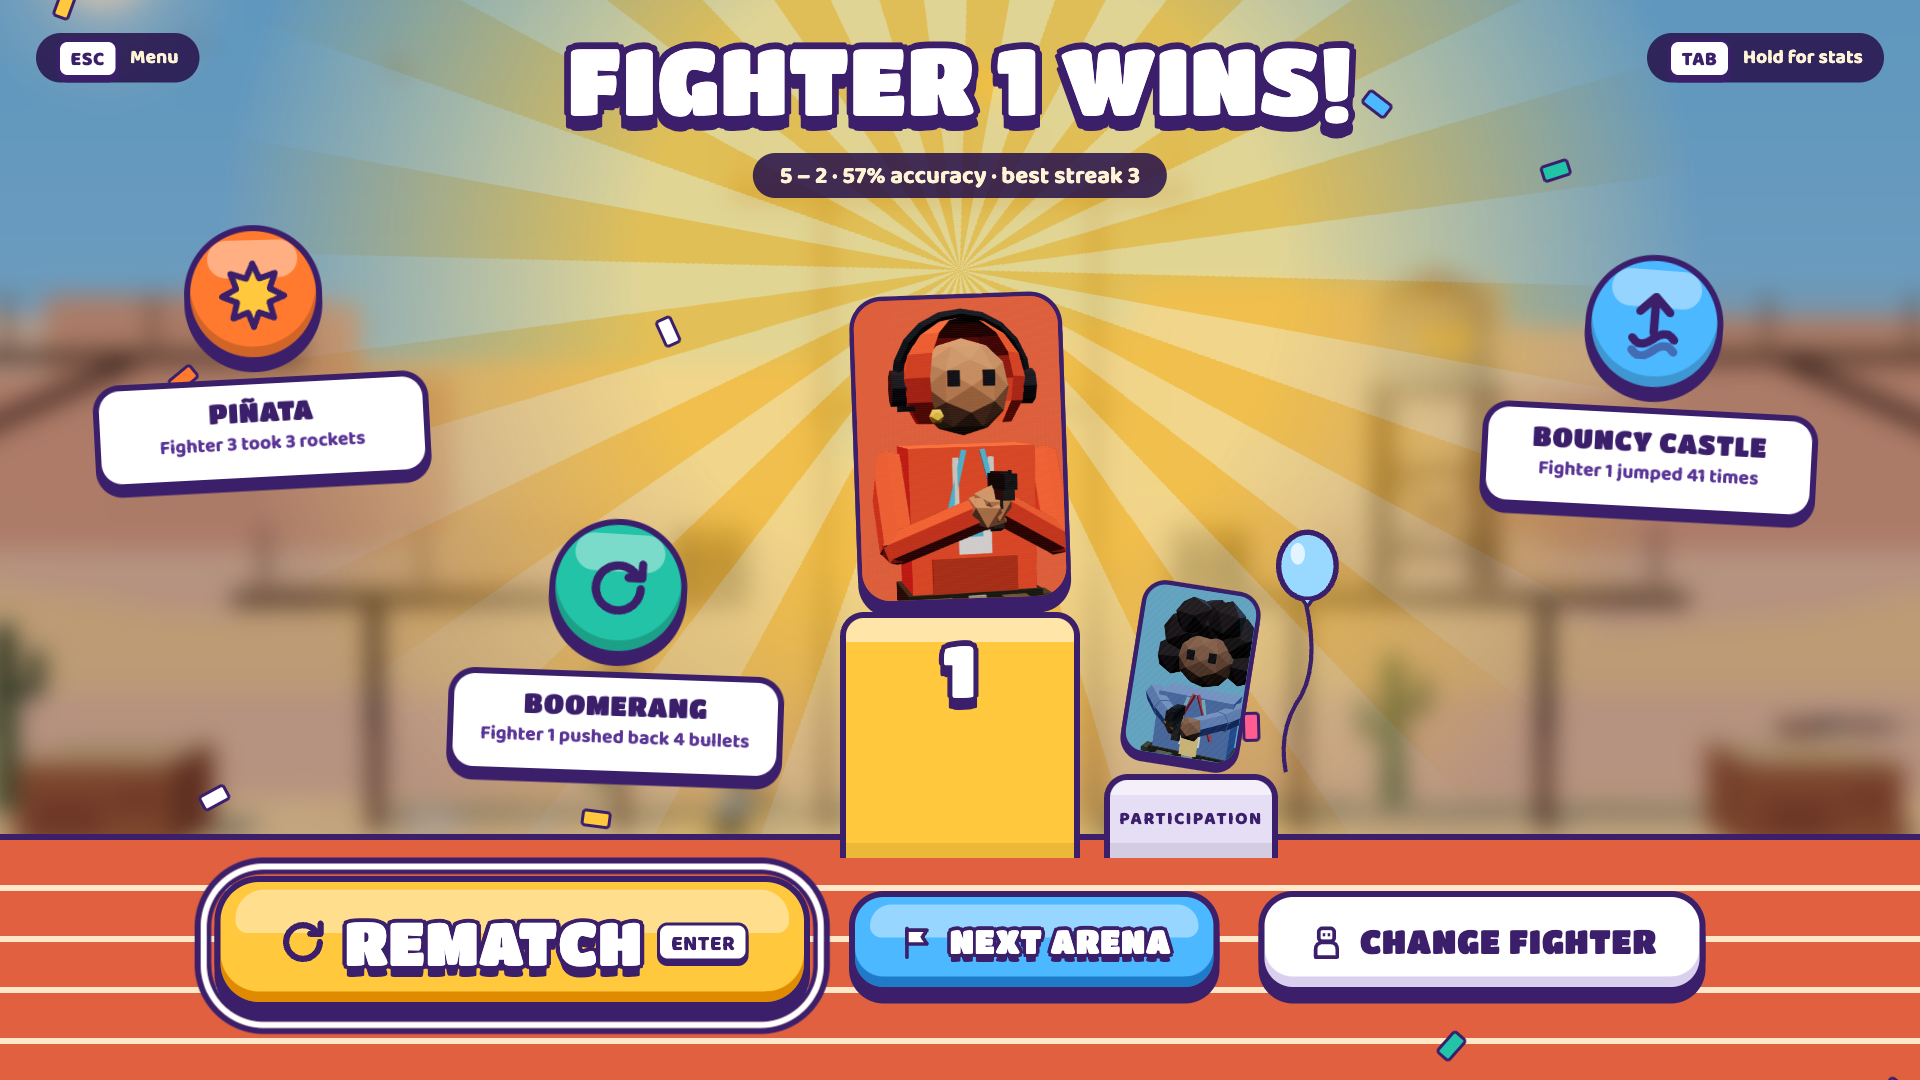 ESC Menu
FIGHTER 1 WINS!
TAB Hold for stats
5 – 2 · 57% accuracy · best streak 3
PIÑATA
Fighter 3 took 3 rockets
BOUNCY CASTLE
Fighter 1 jumped 41 times
BOOMERANG
Fighter 1 pushed back 4 bullets
1
PARTICIPATION
REMATCH ENTER
NEXT ARENA
CHANGE FIGHTER